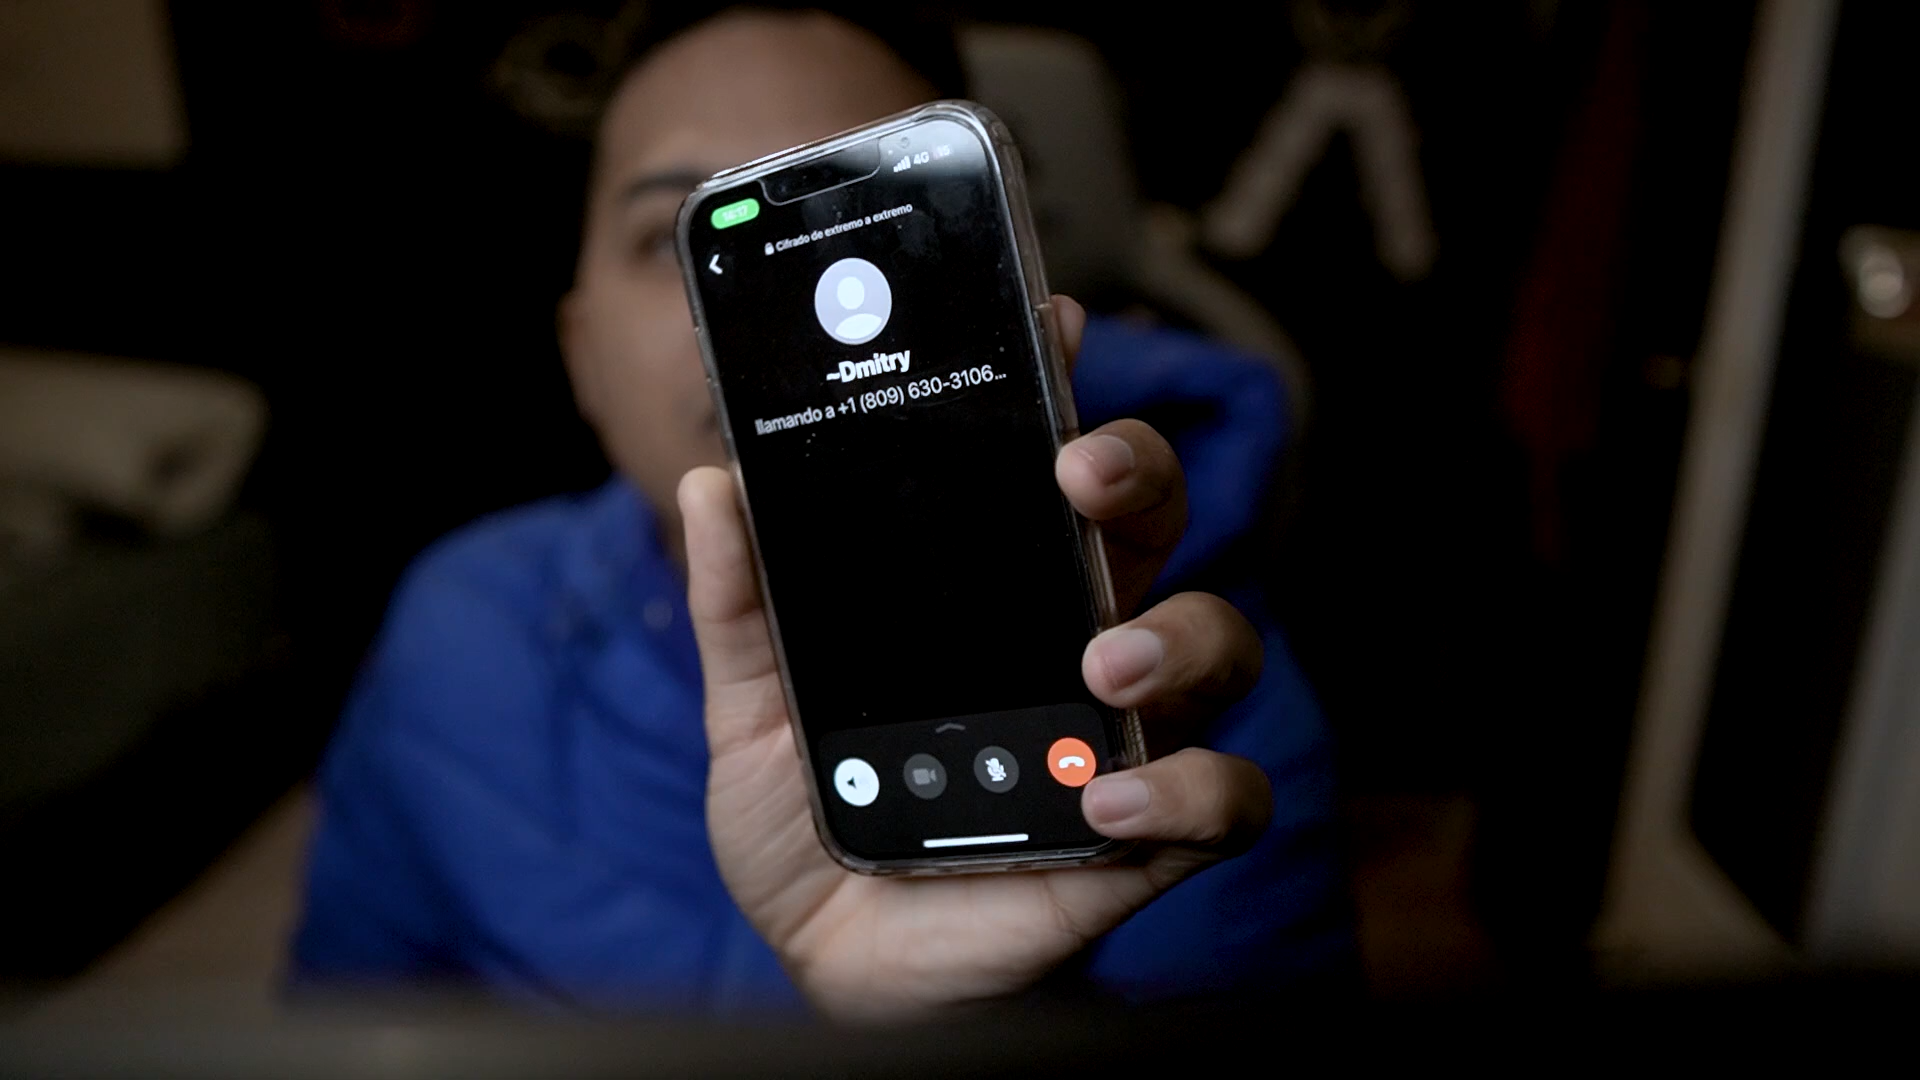 4G
Cifrado de extremo a extremo
~Dmitry
llamando a +1 (809) 630-3106...